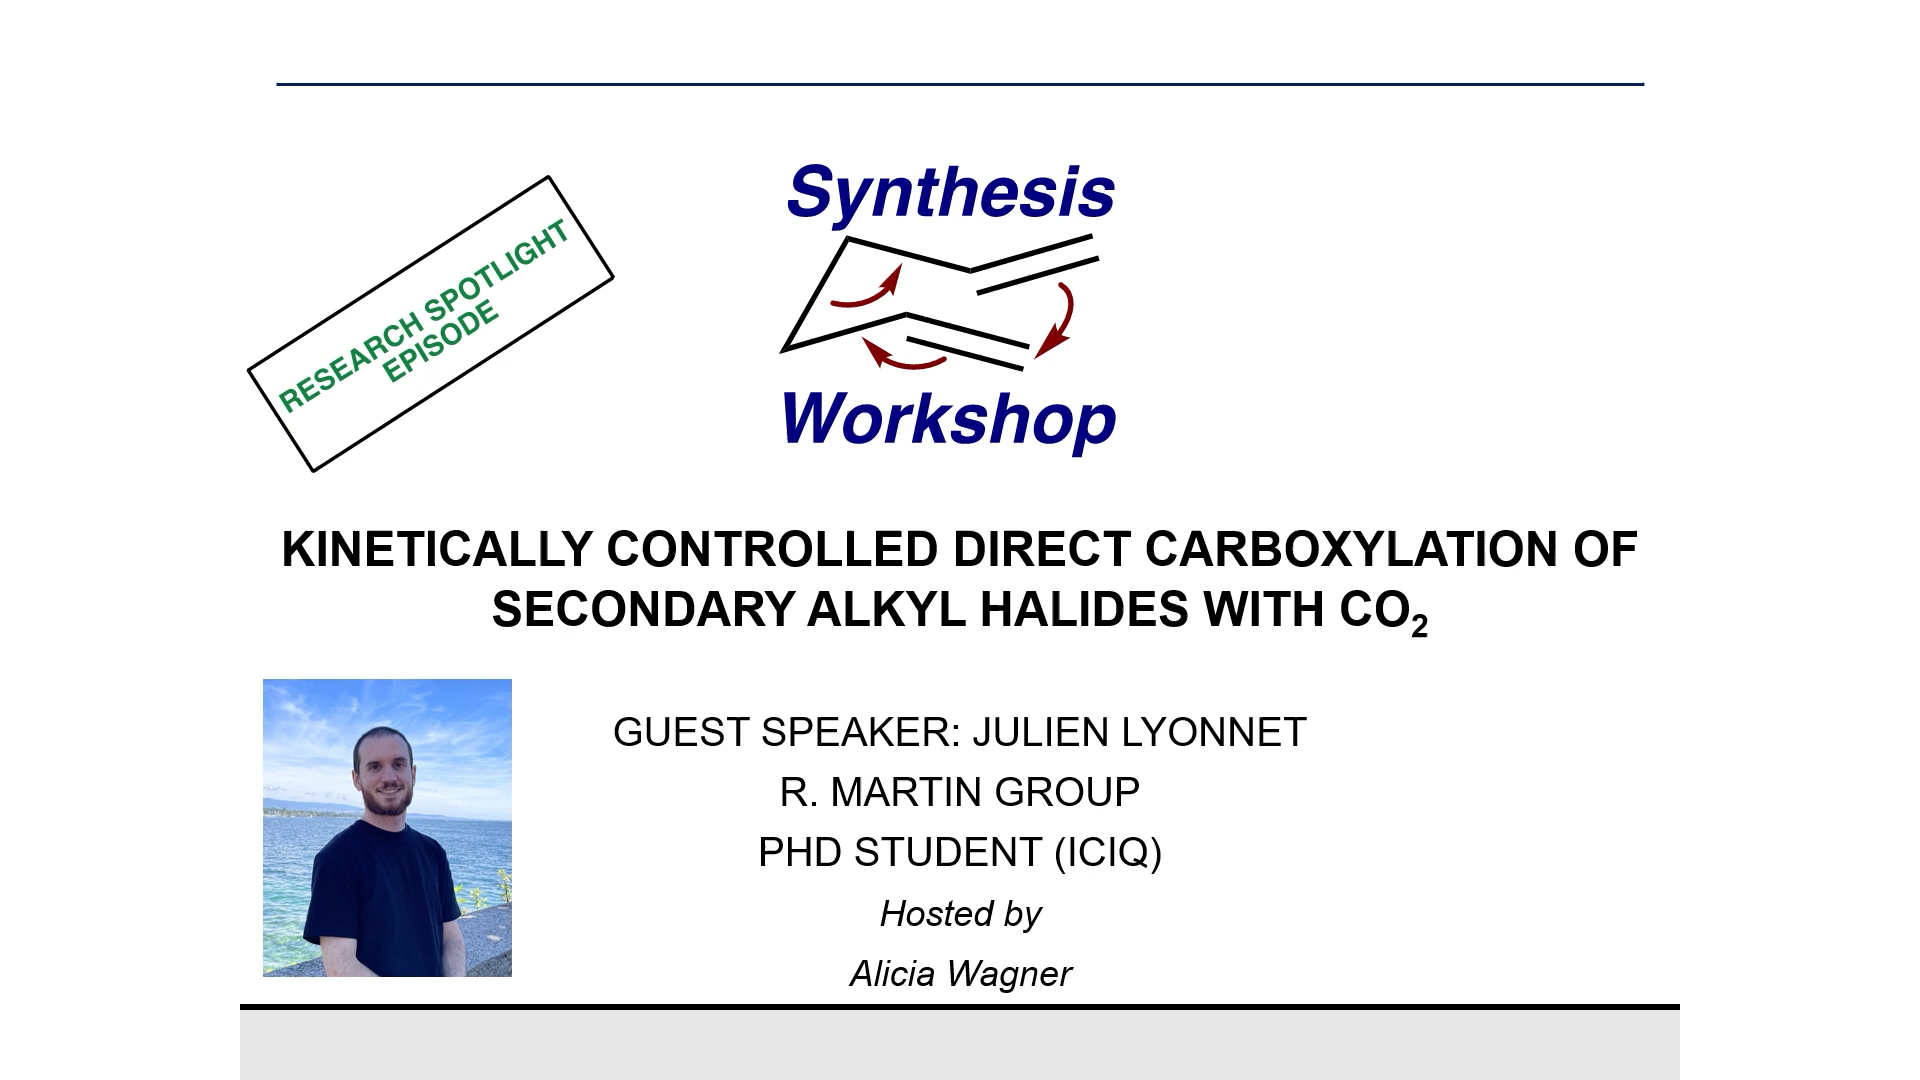 RESEARCH SPOTLIGHT
EPISODE
Synthesis
Workshop
KINETICALLY CONTROLLED DIRECT CARBOXYLATION OF
SECONDARY ALKYL HALIDES WITH CO₂
GUEST SPEAKER: JULIEN LYONNET
R. MARTIN GROUP
PHD STUDENT (ICIQ)
Hosted by
Alicia Wagner